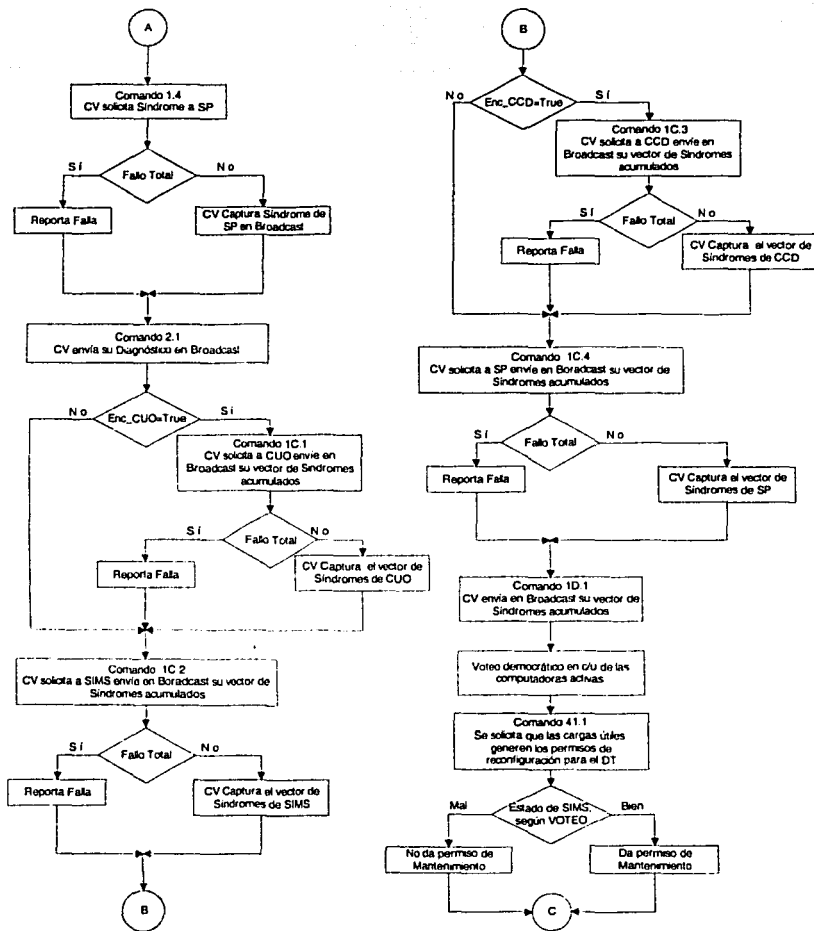 A
Comando 1.4
CV solicita Síndrome a SP
Fallo Total
Sí
No
Reporta Falla
CV Captura Síndrome de
SP en Broadcast
Comando 2.1
CV envía su Diagnóstico en Broadcast
Enc_CUO=True
No
Sí
Comando 1C.1
CV solicita a CUO envíe en
Broadcast su vector de Síndromes
acumulados
Fallo Total
Sí
No
Reporta Falla
CV Captura el vector de
Síndromes de CUO
Comando 1C.2
CV solicita a SIMS envíe en Boradcast su vector de
Síndromes acumulados
Fallo Total
Sí
No
Reporta Falla
CV Captura el vector de
Síndromes de SIMS
B
B
Enc_CCD=True
No
Sí
Comando 1C.3
CV solicita a CCD envíe en
Broadcast su vector de Síndromes
acumulados
Fallo Total
Sí
No
Reporta Falla
CV Captura el vector de
Síndromes de CCD
Comando 1C.4
CV solicita a SP envíe en Boradcast su vector de
Síndromes acumulados
Fallo Total
Sí
No
Reporta Falla
CV Captura el vector de
Síndromes de SP
Comando 1D.1
CV envía en Broadcast su vector de
Síndromes acumulados
Voteo democrático en c/u de las
computadoras activas
Comando 41.1
Se solicita que las cargas útiles
generen los permisos de
reconfiguración para el DT
Estado de SIMS,
según VOTEO
Mal
Bien
No da permiso de
Mantenimiento
Da permiso de
Mantenimiento
C